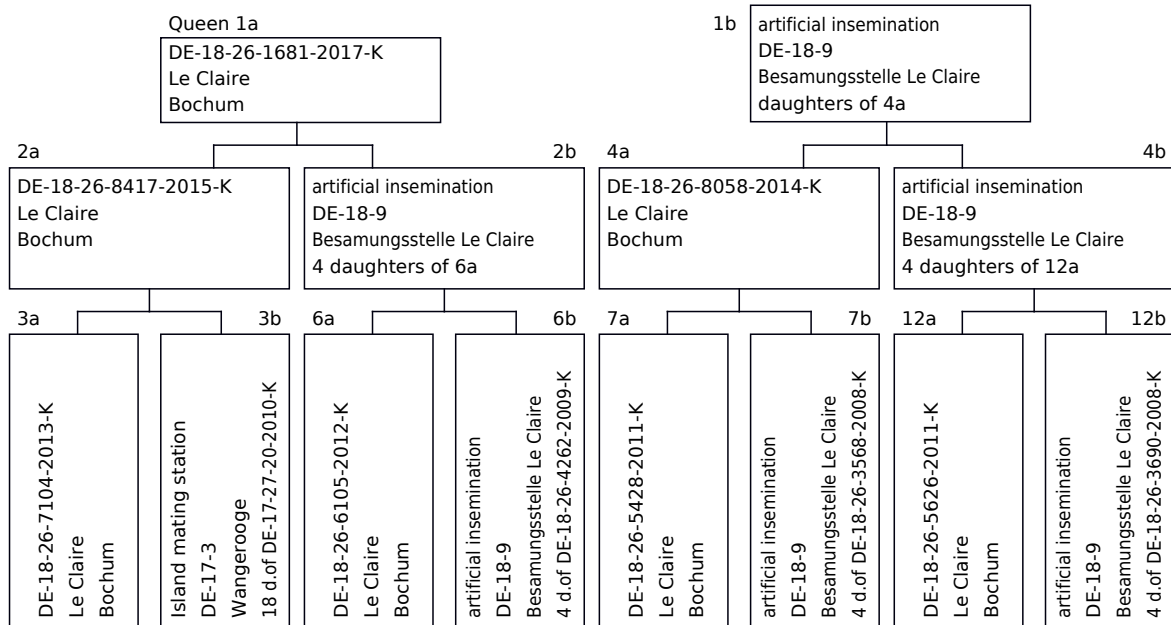 Queen 1a
DE-18-26-1681-2017-K
Le Claire
Bochum
1b
artificial insemination
DE-18-9
Besamungsstelle Le Claire
daughters of 4a
2a
DE-18-26-8417-2015-K
Le Claire
Bochum
2b
artificial insemination
DE-18-9
Besamungsstelle Le Claire
4 daughters of 6a
4a
DE-18-26-8058-2014-K
Le Claire
Bochum
4b
artificial insemination
DE-18-9
Besamungsstelle Le Claire
4 daughters of 12a
3a
DE-18-26-7104-2013-K
Le Claire
Bochum
3b
Island mating station
DE-17-3
Wangerooge
18 d.of DE-17-27-20-2010-K
6a
DE-18-26-6105-2012-K
Le Claire
Bochum
6b
artificial insemination
DE-18-9
Besamungsstelle Le Claire
4 d.of DE-18-26-4262-2009-K
7a
DE-18-26-5428-2011-K
Le Claire
Bochum
7b
artificial insemination
DE-18-9
Besamungsstelle Le Claire
4 d.of DE-18-26-3568-2008-K
12a
DE-18-26-5626-2011-K
Le Claire
Bochum
12b
artificial insemination
DE-18-9
Besamungsstelle Le Claire
4 d.of DE-18-26-3690-2008-K